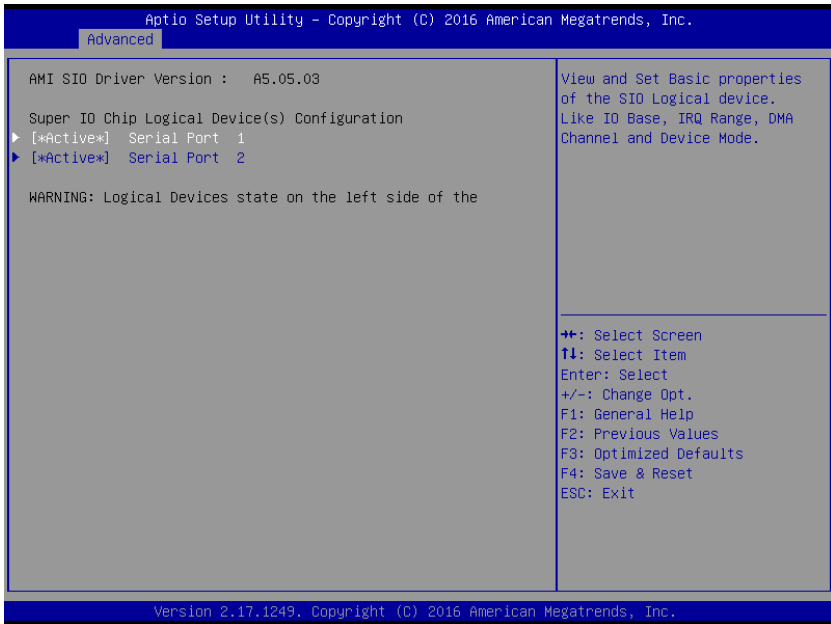 Aptio Setup Utility – Copyright (C) 2016 American Megatrends, Inc.
Advanced
AMI SIO Driver Version : A5.05.03
Super IO Chip Logical Device(s) Configuration
[*Active*] Serial Port 1
[*Active*] Serial Port 2
WARNING: Logical Devices state on the left side of the
View and Set Basic properties
of the SIO Logical device.
Like IO Base, IRQ Range, DMA
Channel and Device Mode.
→←: Select Screen
↑↓: Select Item
Enter: Select
+/-: Change Opt.
F1: General Help
F2: Previous Values
F3: Optimized Defaults
F4: Save & Reset
ESC: Exit
Version 2.17.1249. Copyright (C) 2016 American Megatrends, Inc.